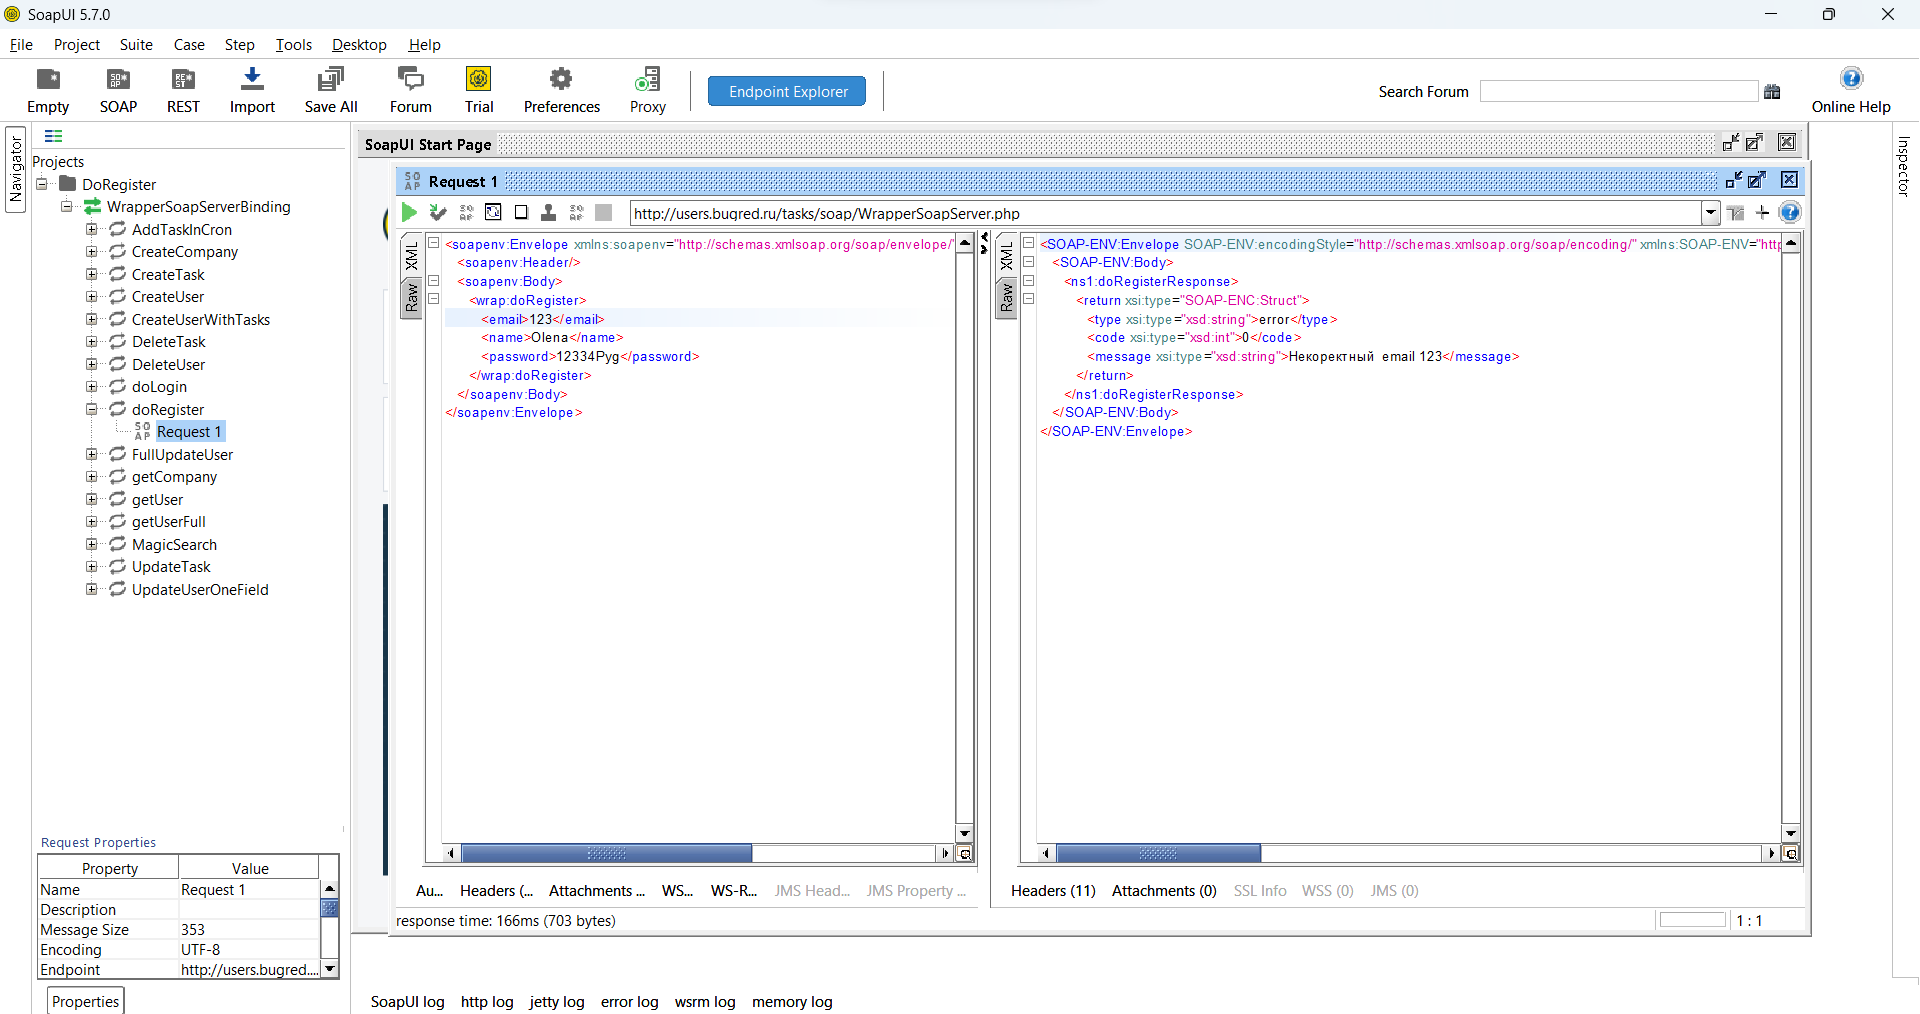 SoapUI 5.7.0
File Project Suite Case Step Tools Desktop Help
Empty SOAP REST Import Save All Forum Trial Preferences Proxy Endpoint Explorer Search Forum Online Help
Navigator
Inspector
Projects
DoRegister
WrapperSoapServerBinding
AddTaskInCron
CreateCompany
CreateTask
CreateUser
CreateUserWithTasks
DeleteTask
DeleteUser
doLogin
doRegister
Request 1
FullUpdateUser
getCompany
getUser
getUserFull
MagicSearch
UpdateTask
UpdateUserOneField
Request Properties
Property Value
Name Request 1
Description
Message Size 353
Encoding UTF-8
Endpoint http://users.bugred....
Properties
SoapUI Start Page
Request 1
http://users.bugred.ru/tasks/soap/WrapperSoapServer.php
XML
Raw
<soapenv:Envelope xmlns:soapenv="http://schemas.xmlsoap.org/soap/envelope/"
<soapenv:Header/>
<soapenv:Body>
<wrap:doRegister>
<email>123</email>
<name>Olena</name>
<password>12334Pyg</password>
</wrap:doRegister>
</soapenv:Body>
</soapenv:Envelope>
Au... Headers (... Attachments ... WS... WS-R... JMS Head... JMS Property ...
XML
Raw
<SOAP-ENV:Envelope SOAP-ENV:encodingStyle="http://schemas.xmlsoap.org/soap/encoding/" xmlns:SOAP-ENV="http
<SOAP-ENV:Body>
<ns1:doRegisterResponse>
<return xsi:type="SOAP-ENC:Struct">
<type xsi:type="xsd:string">error</type>
<code xsi:type="xsd:int">0</code>
<message xsi:type="xsd:string">Некоректный email 123</message>
</return>
</ns1:doRegisterResponse>
</SOAP-ENV:Body>
</SOAP-ENV:Envelope>
Headers (11) Attachments (0) SSL Info WSS (0) JMS (0)
response time: 166ms (703 bytes)
1 : 1
SoapUI log http log jetty log error log wsrm log memory log